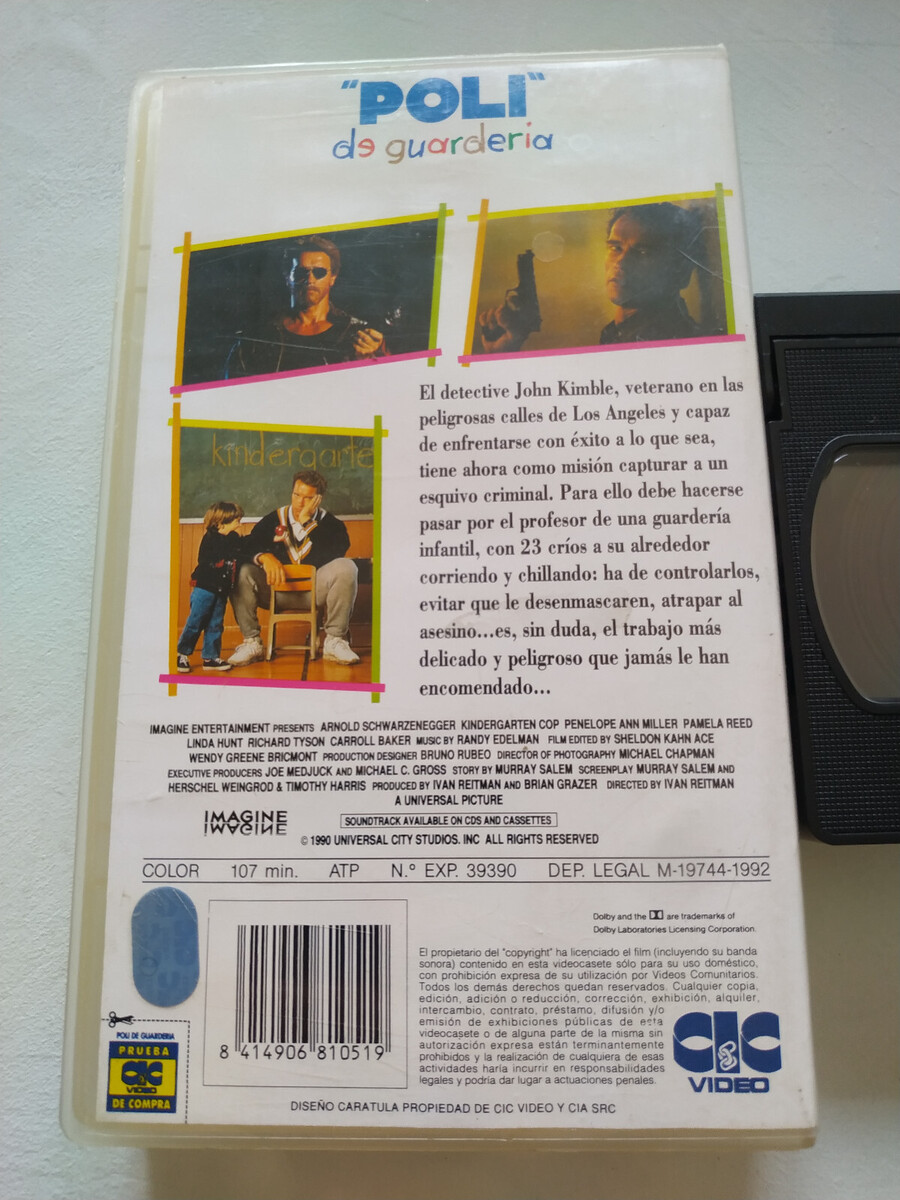 "POLI"
de guarderia
kindergarte
El detective John Kimble, veterano en las
peligrosas calles de Los Angeles y capaz
de enfrentarse con éxito a lo que sea,
tiene ahora como misión capturar a un
esquivo criminal. Para ello debe hacerse
pasar por el profesor de una guardería
infantil, con 23 críos a su alrededor
corriendo y chillando: ha de controlarlos,
evitar que le desenmascaren, atrapar al
asesino...es, sin duda, el trabajo más
delicado y peligroso que jamás le han
encomendado...
IMAGINE ENTERTAINMENT PRESENTS ARNOLD SCHWARZENEGGER KINDERGARTEN COP PENELOPE ANN MILLER PAMELA REED
LINDA HUNT RICHARD TYSON CARROLL BAKER MUSIC BY RANDY EDELMAN FILM EDITED BY SHELDON KAHN ACE
WENDY GREENE BRICMONT PRODUCTION DESIGNER BRUNO RUBEO DIRECTOR OF PHOTOGRAPHY MICHAEL CHAPMAN
EXECUTIVE PRODUCERS JOE MEDJUCK AND MICHAEL C. GROSS STORY BY MURRAY SALEM SCREENPLAY MURRAY SALEM AND
HERSCHEL WEINGROD & TIMOTHY HARRIS PRODUCED BY IVAN REITMAN AND BRIAN GRAZER DIRECTED BY IVAN REITMAN
A UNIVERSAL PICTURE
IMAGINE
SOUNDTRACK AVAILABLE ON CDS AND CASSETTES
© 1990 UNIVERSAL CITY STUDIOS. INC ALL RIGHTS RESERVED
COLOR 107 min. ATP N.º EXP. 39390 DEP. LEGAL M-19744-1992
Dolby and the are trademarks of
Dolby Laboratories Licensing Corporation.
El propietario del "copyright" ha licenciado el film (incluyendo su banda
sonora) contenido en esta videocasete sólo para su uso doméstico,
con prohibición expresa de su utilización por Videos Comunitarios.
Todos los demás derechos quedan reservados. Cualquier copia,
edición, adición o reducción, corrección, exhibición, alquiler,
intercambio, contrato, préstamo, difusión y/o
emisión de exhibiciones públicas de esta
videocasete o de alguna parte de la misma sin
autorización expresa están terminantemente
prohibidos y la realización de cualquiera de esas
actividades haría incurrir en responsabilidades
legales y podría dar lugar a actuaciones penales.
CIC
VIDEO
8 414906 810519
POLI DE GUARDERIA
PRUEBA
CIC
VIDEO
DE COMPRA
DISEÑO CARATULA PROPIEDAD DE CIC VIDEO Y CIA SRC